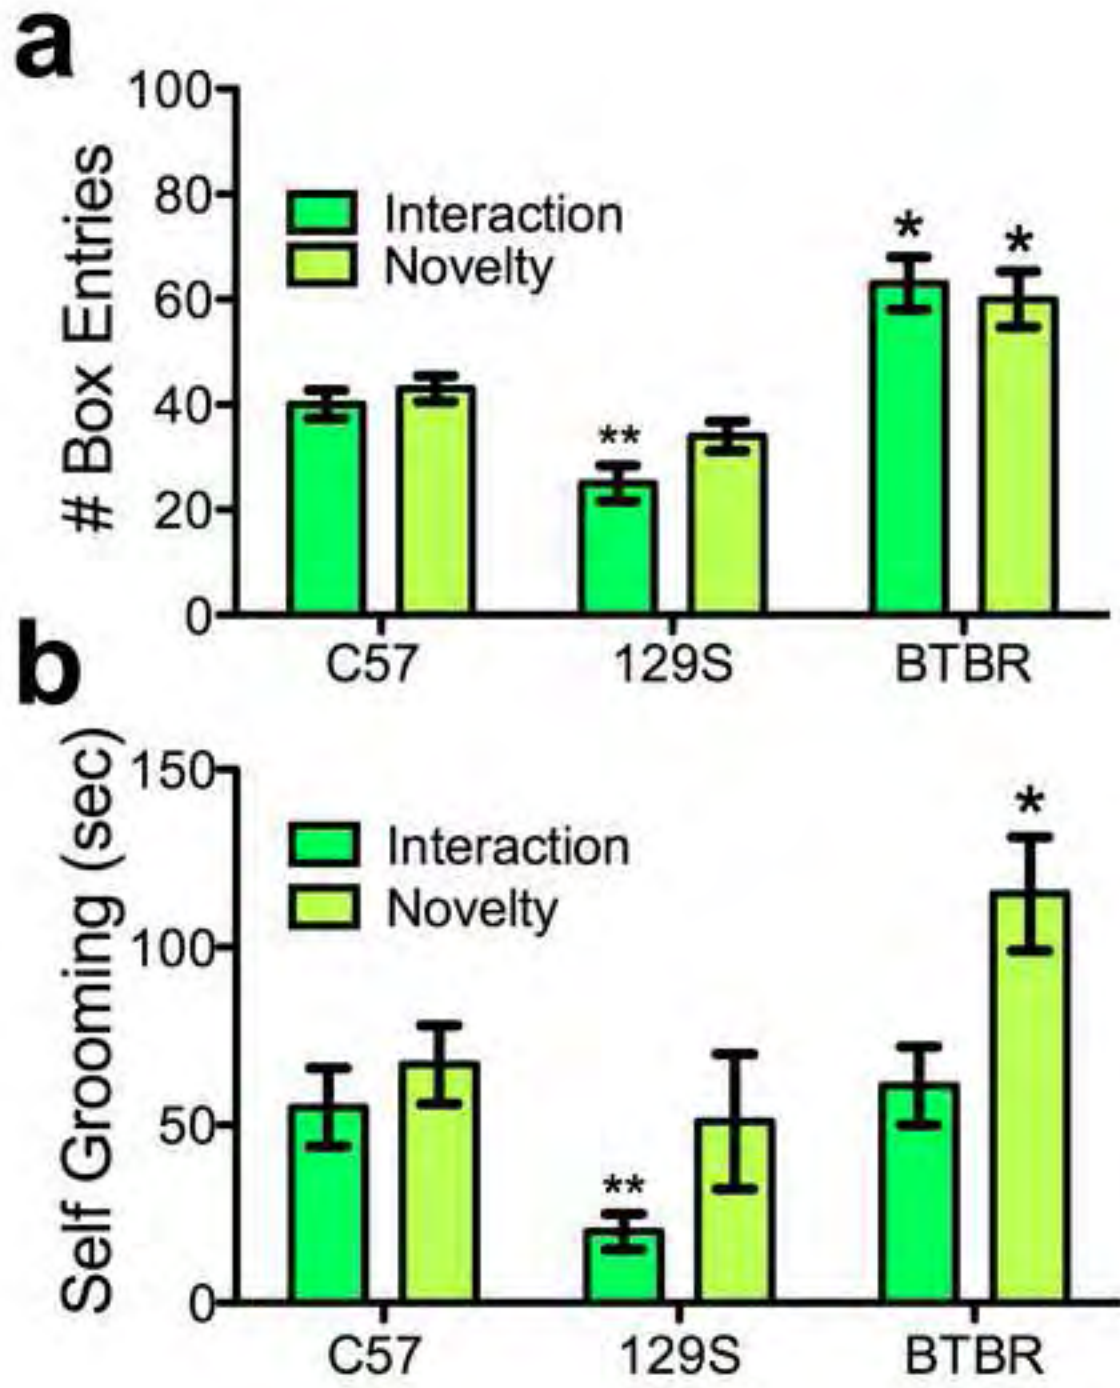 a
# Box Entries
100
80
60
40
20
0
Interaction
Novelty
**
*
*
C57 129S BTBR
b
Self Grooming (sec)
150
100
50
0
Interaction
Novelty
**
*
C57 129S BTBR